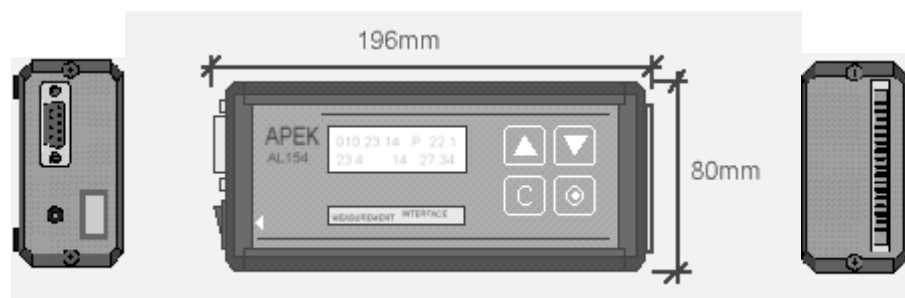 196mm
APEK
AL154
010 23 14 P 22.1
23.4 14 27.34
C
MEASUREMENT INTERFACE
80mm